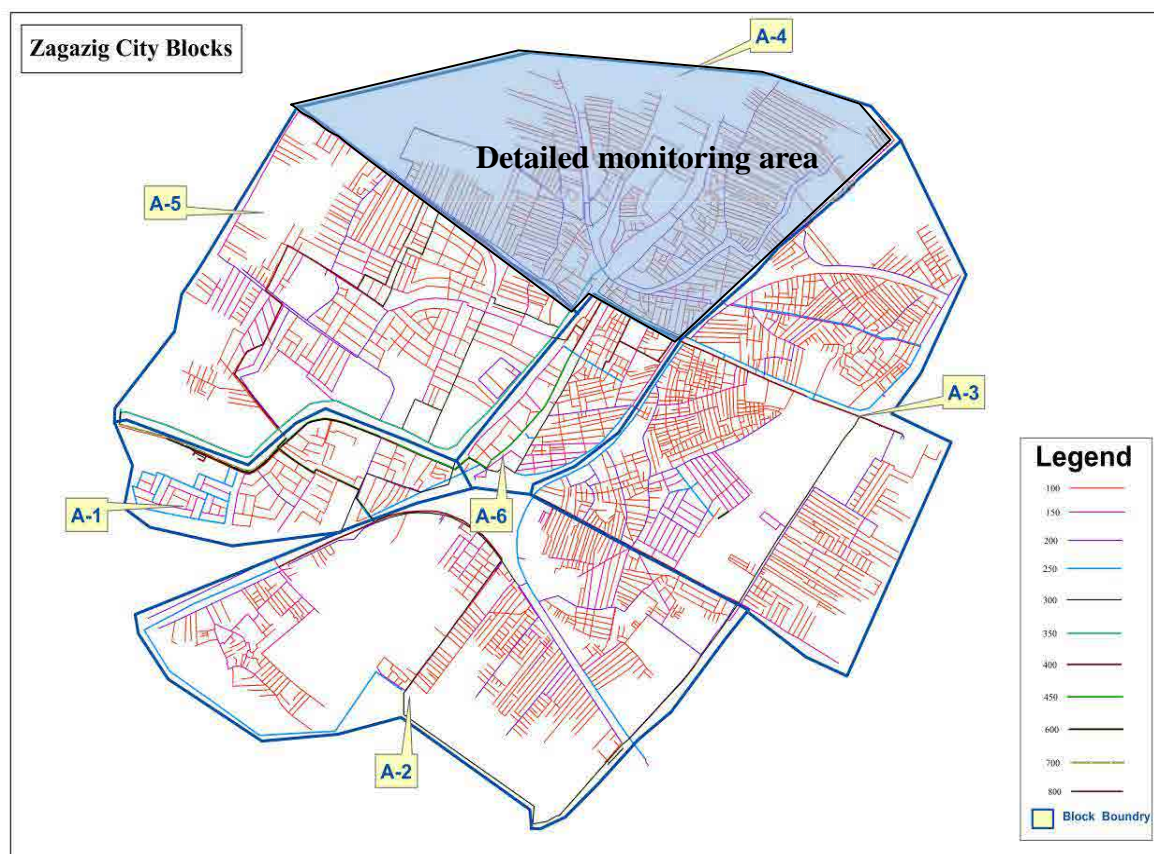 Zagazig City Blocks
A-4
Detailed monitoring area
A-5
A-3
A-1
A-6
A-2
Legend
100
150
200
250
300
350
400
450
600
700
800
Block Boundry